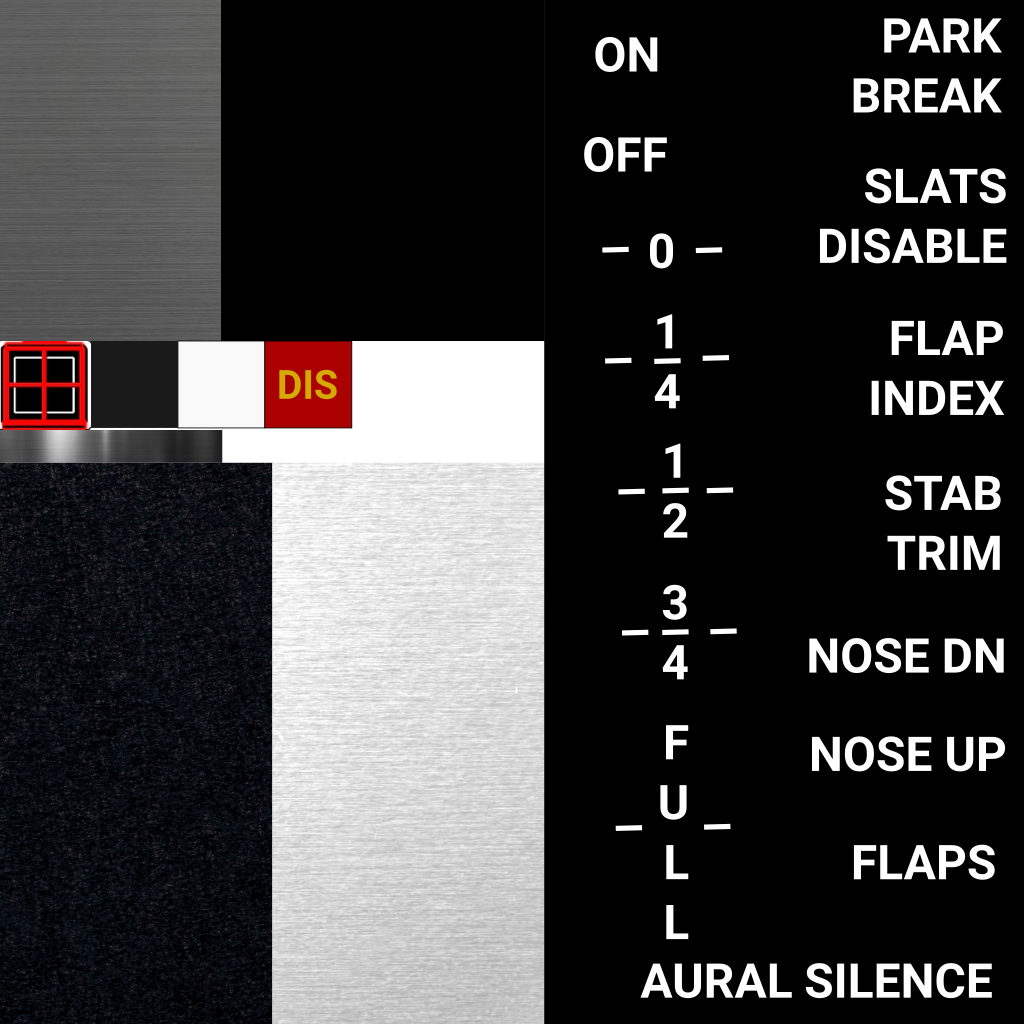 ON
OFF
– 0 –
– 1/4 –
– 1/2 –
– 3/4 –
F
U
– –
L
L
PARK
BREAK
SLATS
DISABLE
FLAP
INDEX
STAB
TRIM
NOSE DN
NOSE UP
FLAPS
AURAL SILENCE
DIS